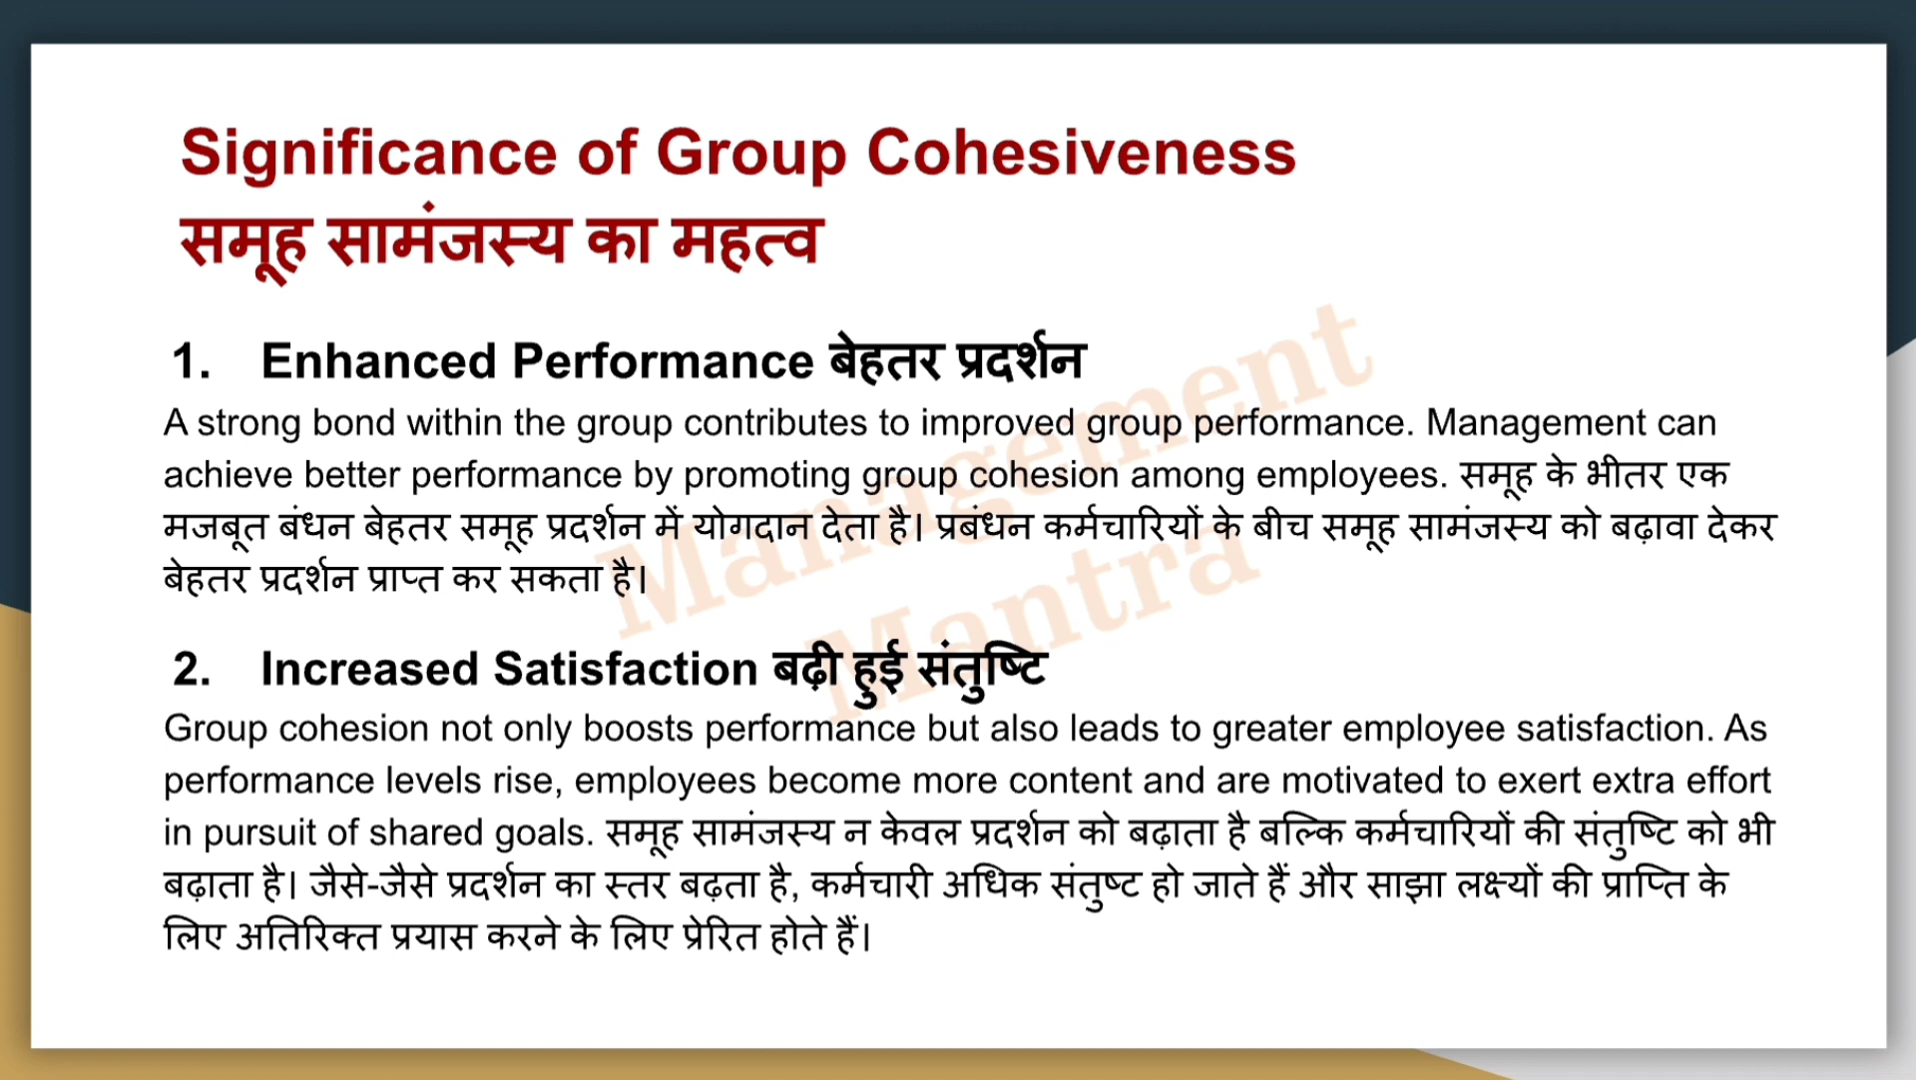 Significance of Group Cohesiveness
समूह सामंजस्य का महत्व
1. Enhanced Performance बेहतर प्रदर्शन
A strong bond within the group contributes to improved group performance. Management can
achieve better performance by promoting group cohesion among employees. समूह के भीतर एक
मजबूत बंधन बेहतर समूह प्रदर्शन में योगदान देता है। प्रबंधन कर्मचारियों के बीच समूह सामंजस्य को बढ़ावा देकर
बेहतर प्रदर्शन प्राप्त कर सकता है।
2. Increased Satisfaction बढ़ी हुई संतुष्टि
Group cohesion not only boosts performance but also leads to greater employee satisfaction. As
performance levels rise, employees become more content and are motivated to exert extra effort
in pursuit of shared goals. समूह सामंजस्य न केवल प्रदर्शन को बढ़ाता है बल्कि कर्मचारियों की संतुष्टि को भी
बढ़ाता है। जैसे-जैसे प्रदर्शन का स्तर बढ़ता है, कर्मचारी अधिक संतुष्ट हो जाते हैं और साझा लक्ष्यों की प्राप्ति के
लिए अतिरिक्त प्रयास करने के लिए प्रेरित होते हैं।
Management
Mantra